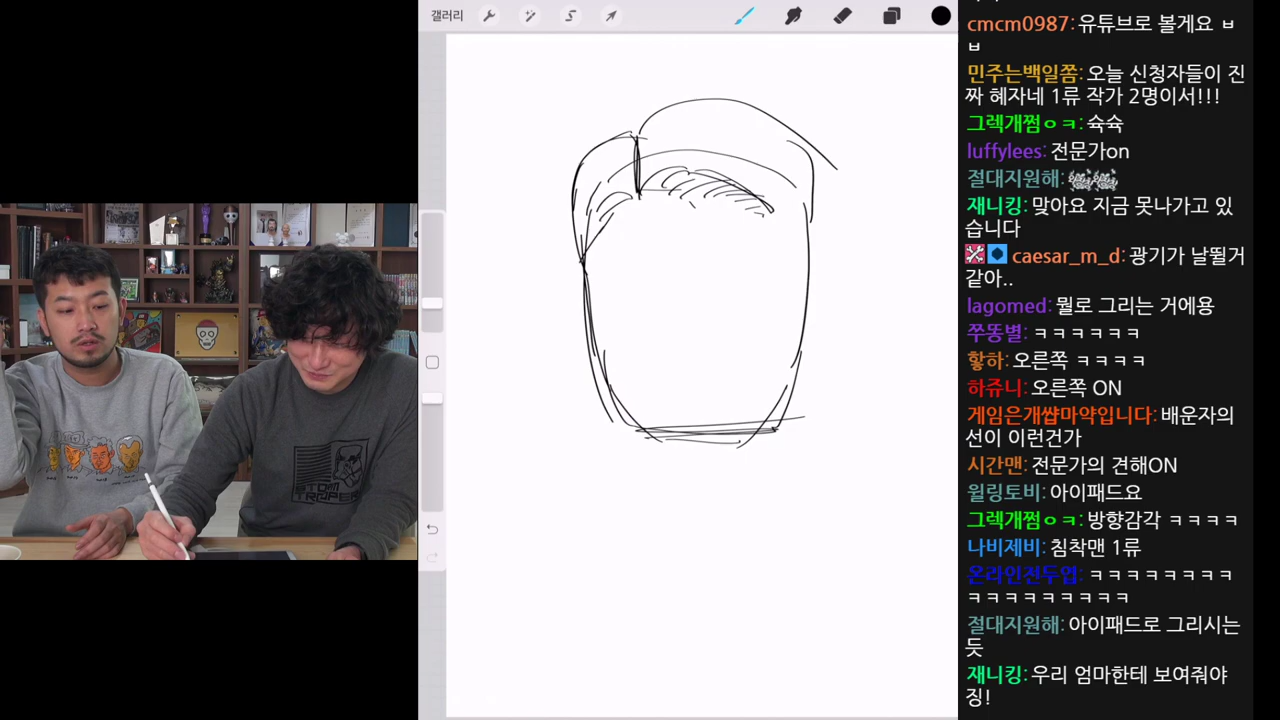 갤러리
STORM
TROOPER
cmcm0987: 유튜브로 볼게요 ㅂ
ㅂ
민주는백일쫌: 오늘 신청자들이 진
짜 혜자네 1류 작가 2명이서!!!
그렉개쩜ㅇㅋ: 슉슉
luffylees: 전문가on
절대지원해:
재니킹: 맞아요 지금 못나가고 있
습니다
caesar_m_d: 광기가 날뛸거
같아..
lagomed: 뭘로 그리는 거에용
쭈똥별: ㅋㅋㅋㅋㅋㅋ
핳하: 오른쪽 ㅋㅋㅋㅋ
하쥬니: 오른쪽 ON
게임은개썁마약입니다: 배운자의
선이 이런건가
시간맨: 전문가의 견해ON
윌링토비: 아이패드요
그렉개쩜ㅇㅋ: 방향감각 ㅋㅋㅋㅋ
나비제비: 침착맨 1류
온라인전두엽: ㅋㅋㅋㅋㅋㅋㅋㅋ
ㅋㅋㅋㅋㅋㅋㅋㅋㅋ
절대지원해: 아이패드로 그리시는
듯
재니킹: 우리 엄마한테 보여줘야
징!